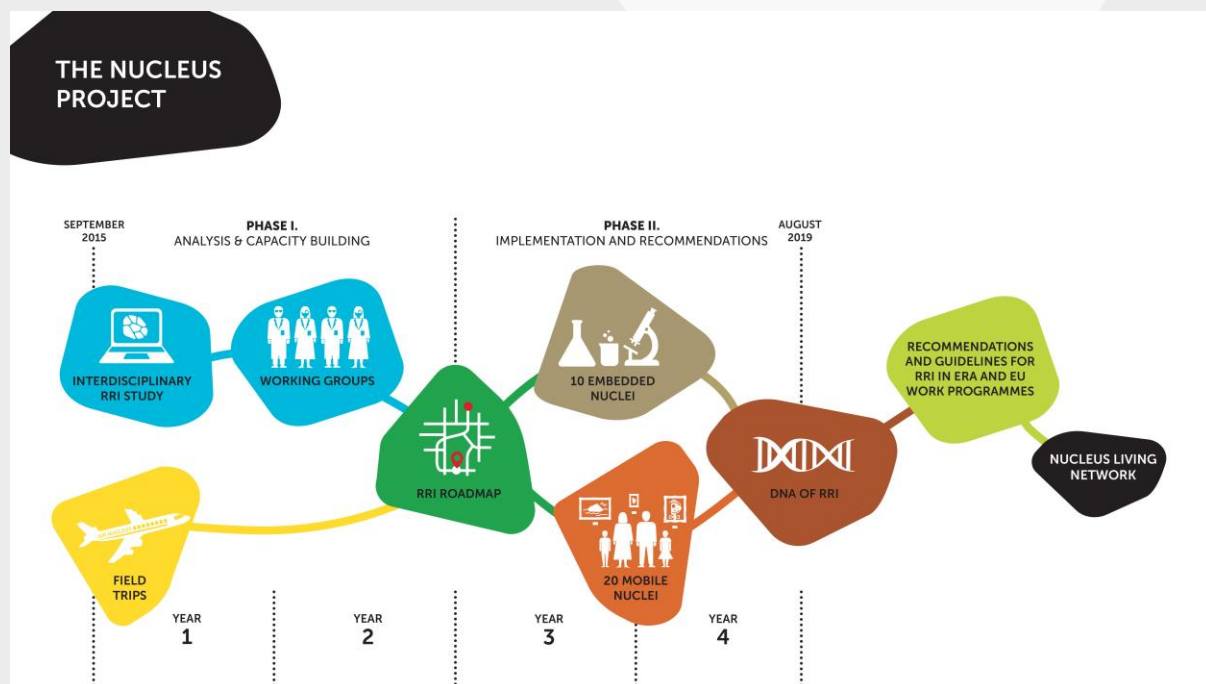 THE NUCLEUS
PROJECT
SEPTEMBER
2015
PHASE I.
ANALYSIS & CAPACITY BUILDING
PHASE II.
IMPLEMENTATION AND RECOMMENDATIONS
AUGUST
2019
INTERDISCIPLINARY
RRI STUDY
WORKING GROUPS
10 EMBEDDED
NUCLEI
RECOMMENDATIONS
AND GUIDELINES FOR
RRI IN ERA AND EU
WORK PROGRAMMES
NUCLEUS LIVING
NETWORK
RRI ROADMAP
DNA OF RRI
FIELD
TRIPS
20 MOBILE
NUCLEI
YEAR
1
YEAR
2
YEAR
3
YEAR
4